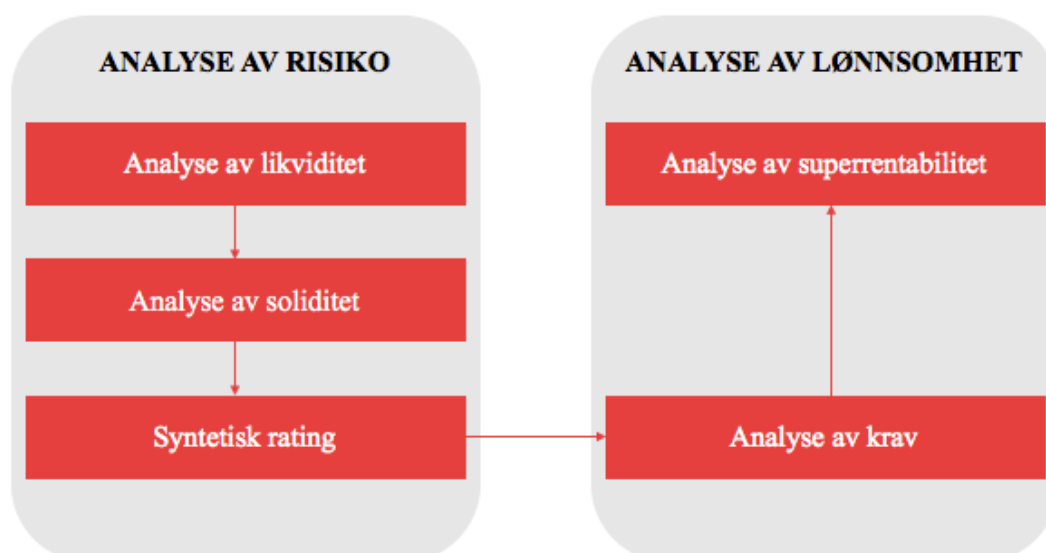 ANALYSE AV RISIKO
Analyse av likviditet
Analyse av soliditet
Syntetisk rating
ANALYSE AV LØNNSOMHET
Analyse av superrentabilitet
Analyse av krav